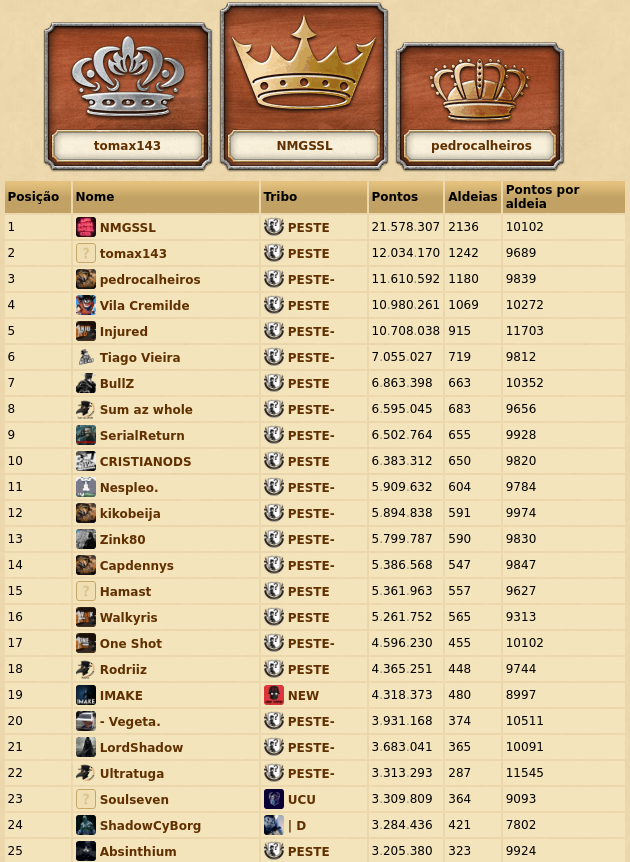 tomax143 NMGSSL pedrocalheiros
Posição Nome Tribo Pontos Aldeias Pontos por aldeia
1 NMGSSL PESTE 21.578.307 2136 10102
2 tomax143 PESTE 12.034.170 1242 9689
3 pedrocalheiros PESTE- 11.610.592 1180 9839
4 Vila Cremilde PESTE 10.980.261 1069 10272
5 Injured PESTE- 10.708.038 915 11703
6 Tiago Vieira PESTE- 7.055.027 719 9812
7 BullZ PESTE 6.863.398 663 10352
8 Sum az whole PESTE- 6.595.045 683 9656
9 SerialReturn PESTE- 6.502.764 655 9928
10 CRISTIANODS PESTE 6.383.312 650 9820
11 Nespleo. PESTE- 5.909.632 604 9784
12 kikobeija PESTE- 5.894.838 591 9974
13 Zink80 PESTE- 5.799.787 590 9830
14 Capdennys PESTE- 5.386.568 547 9847
15 Hamast PESTE 5.361.963 557 9627
16 Walkyris PESTE 5.261.752 565 9313
17 One Shot PESTE- 4.596.230 455 10102
18 Rodriiz PESTE 4.365.251 448 9744
19 IMAKE NEW 4.318.373 480 8997
20 - Vegeta. PESTE- 3.931.168 374 10511
21 LordShadow PESTE- 3.683.041 365 10091
22 Ultratuga PESTE- 3.313.293 287 11545
23 Soulseven UCU 3.309.809 364 9093
24 ShadowCyBorg | D 3.284.436 421 7802
25 Absinthium PESTE 3.205.380 323 9924